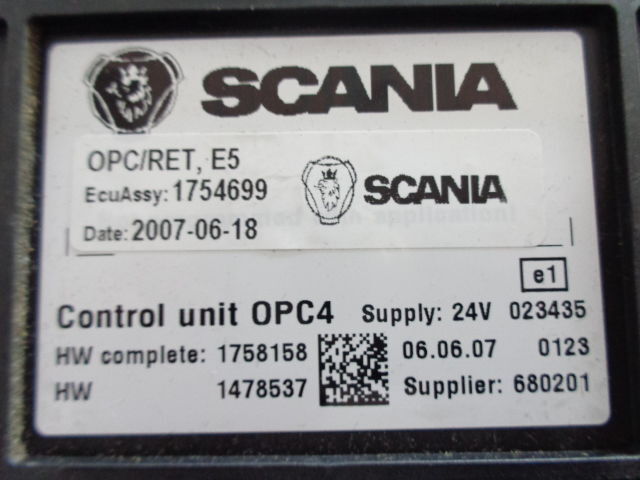 SCANIA
OPC/RET, E5
EcuAssy: 1754699
SCANIA
Date: 2007-06-18
e1
Control unit OPC4 Supply: 24V 023435
HW complete: 1758158 06.06.07 0123
HW 1478537 Supplier: 680201